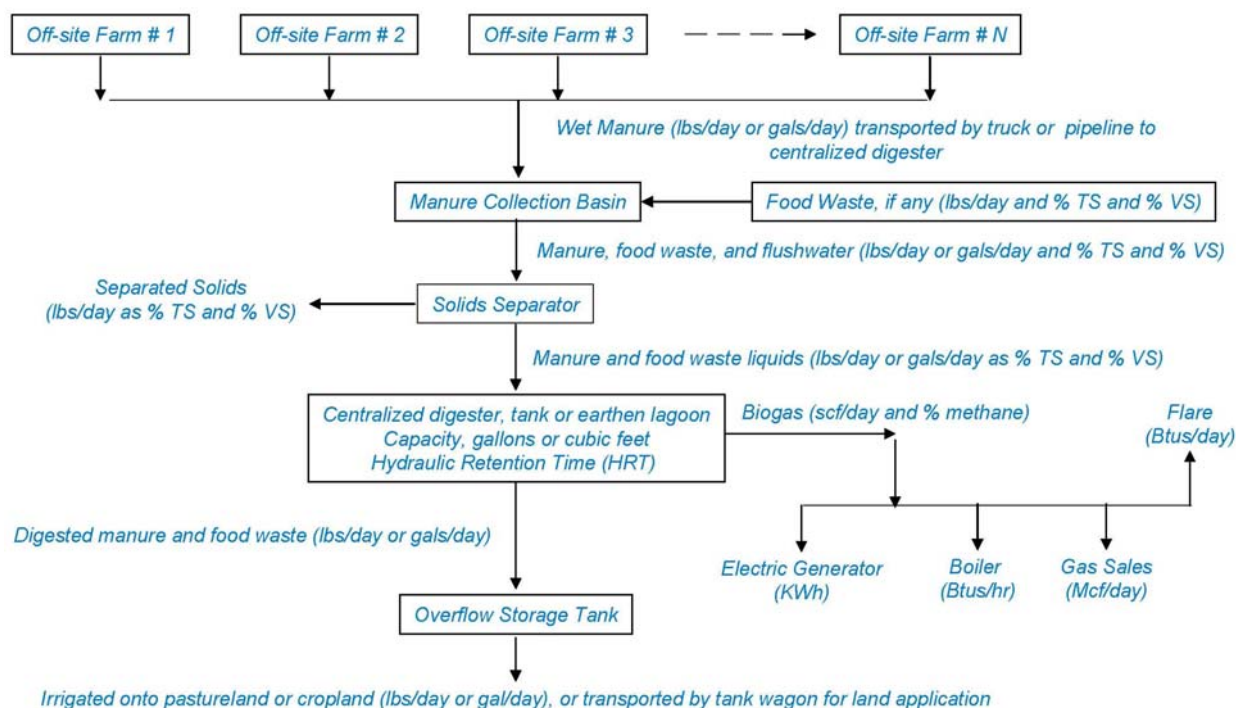 Off-site Farm # 1
Off-site Farm # 2
Off-site Farm # 3
Off-site Farm # N
Wet Manure (lbs/day or gals/day) transported by truck or pipeline to
centralized digester
Manure Collection Basin
Food Waste, if any (lbs/day and % TS and % VS)
Manure, food waste, and flushwater (lbs/day or gals/day and % TS and % VS)
Separated Solids
(lbs/day as % TS and % VS)
Solids Separator
Manure and food waste liquids (lbs/day or gals/day as % TS and % VS)
Centralized digester, tank or earthen lagoon
Capacity, gallons or cubic feet
Hydraulic Retention Time (HRT)
Biogas (scf/day and % methane)
Flare
(Btus/day)
Digested manure and food waste (lbs/day or gals/day)
Electric Generator
(KWh)
Boiler
(Btus/hr)
Gas Sales
(Mcf/day)
Overflow Storage Tank
Irrigated onto pastureland or cropland (lbs/day or gal/day), or transported by tank wagon for land application